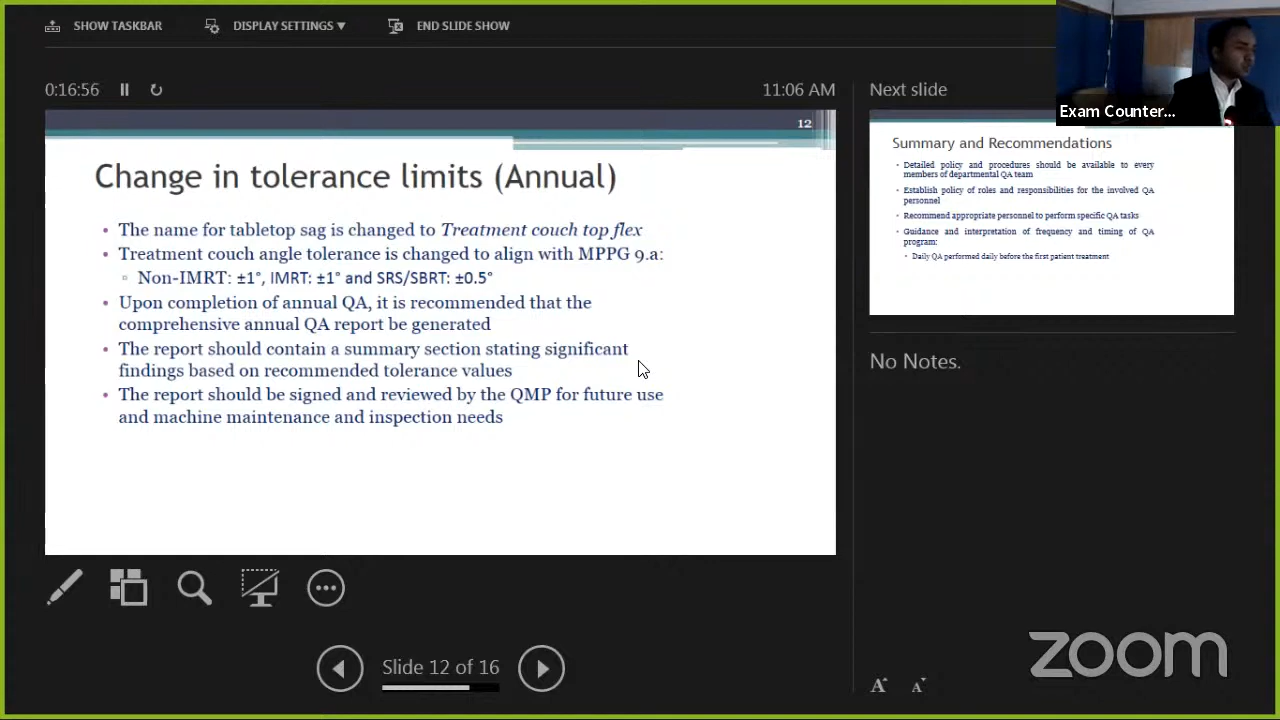 SHOW TASKBAR
DISPLAY SETTINGS ▼
END SLIDE SHOW
0:16:56
11:06 AM
12
Change in tolerance limits (Annual)
• The name for tabletop sag is changed to Treatment couch top flex
• Treatment couch angle tolerance is changed to align with MPPG 9.a:
▫ Non-IMRT: ±1°, IMRT: ±1° and SRS/SBRT: ±0.5°
• Upon completion of annual QA, it is recommended that the
comprehensive annual QA report be generated
• The report should contain a summary section stating significant
findings based on recommended tolerance values
• The report should be signed and reviewed by the QMP for future use
and machine maintenance and inspection needs
Slide 12 of 16
Next slide
Exam Counter...
Summary and Recommendations
• Detailed policy and procedures should be available to every
members of departmental QA team
• Establish policy of roles and responsibilities for the involved QA
personnel
• Recommend appropriate personnel to perform specific QA tasks
• Guidance and interpretation of frequency and timing of QA
program:
▫ Daily QA performed daily before the first patient treatment
No Notes.
A A
zoom